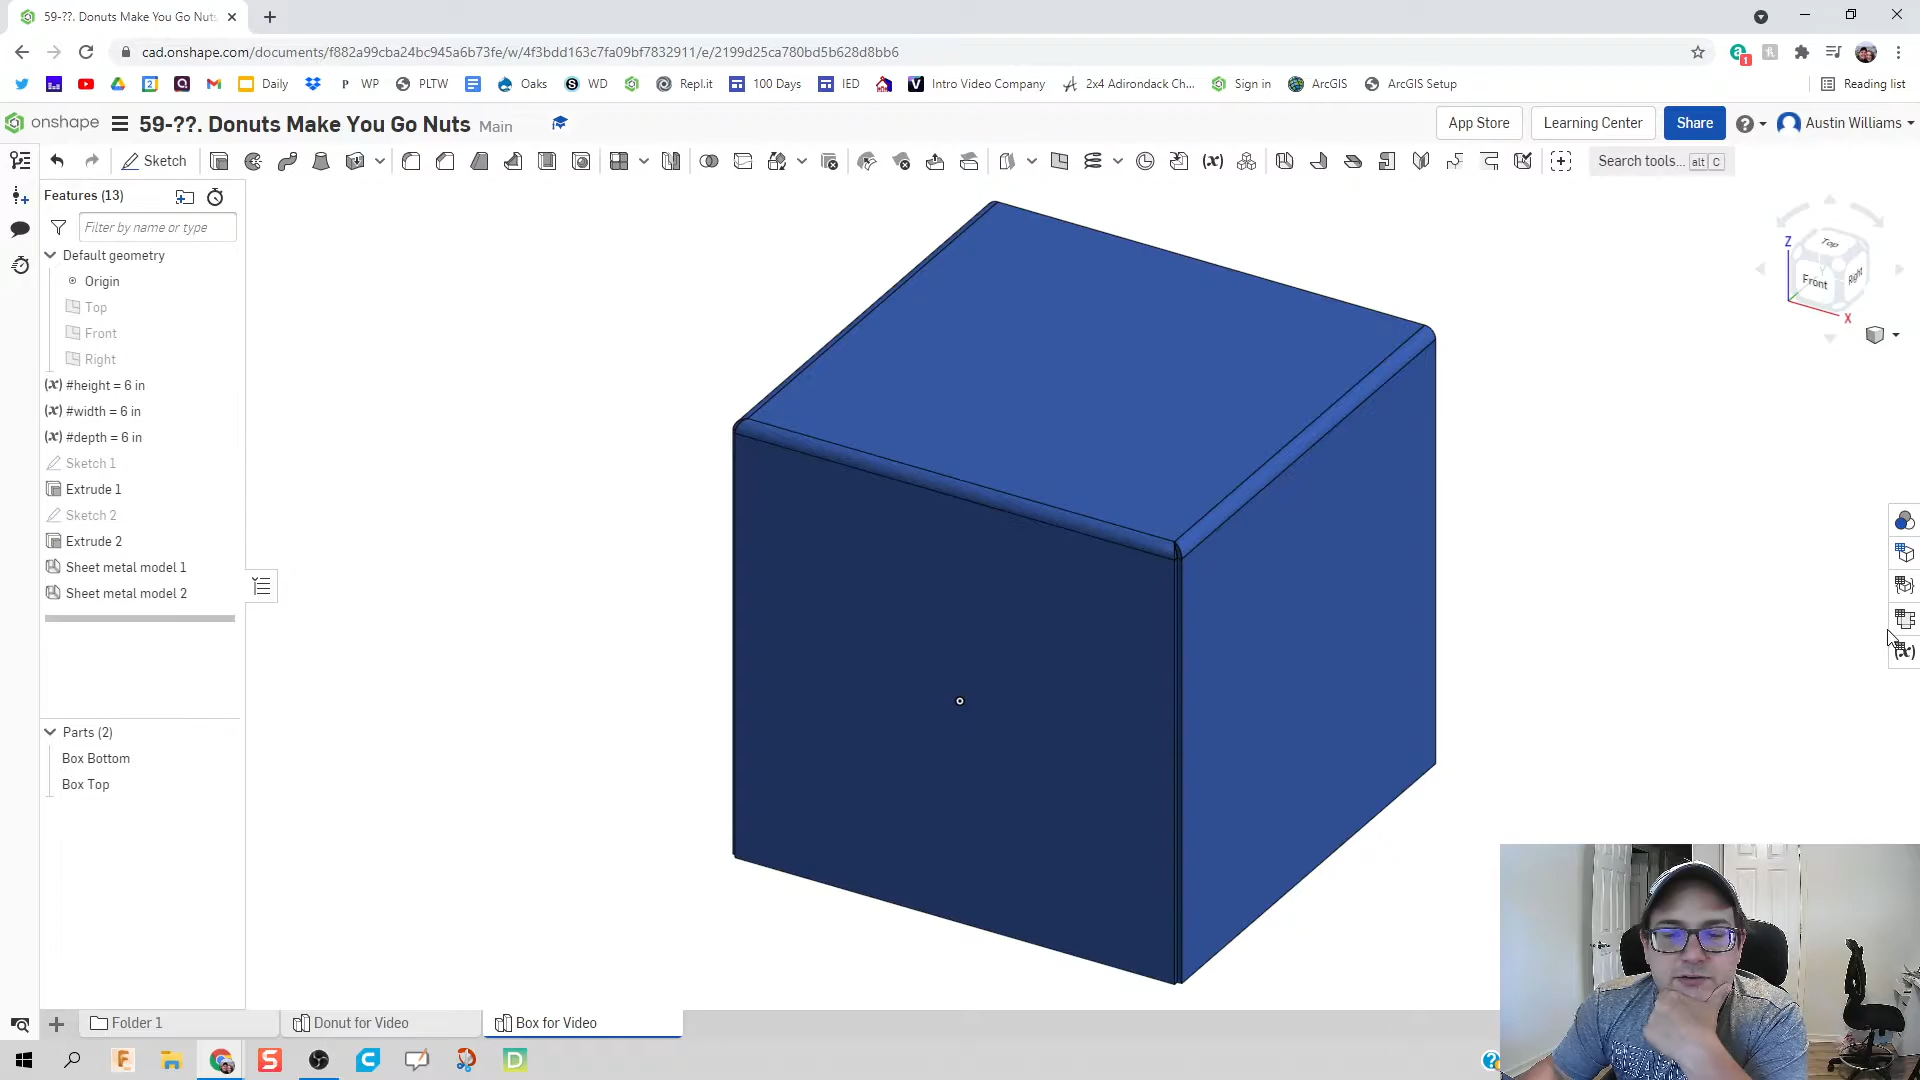 59-??. Donuts Make You Go Nuts
cad.onshape.com/documents/f882a99cba24bc945a6b73fe/w/4f3bdd163c7fa09bf7832911/e/2199d25ca780bd5b628d8bb6
Daily P WP PLTW Oaks WD Repl.it 100 Days IED Intro Video Company 2x4 Adirondack Ch... Sign in ArcGIS ArcGIS Setup Reading list
onshape 59-??. Donuts Make You Go Nuts Main App Store Learning Center Share Austin Williams
Sketch Search tools... alt C
Features (13)
Filter by name or type
Default geometry
Origin
Top
Front
Right
(x) #height = 6 in
(x) #width = 6 in
(x) #depth = 6 in
Sketch 1
Extrude 1
Sketch 2
Extrude 2
Sheet metal model 1
Sheet metal model 2
Parts (2)
Box Bottom
Box Top
Z
Top
Front
Right
Y
X
(x)
Folder 1 Donut for Video Box for Video